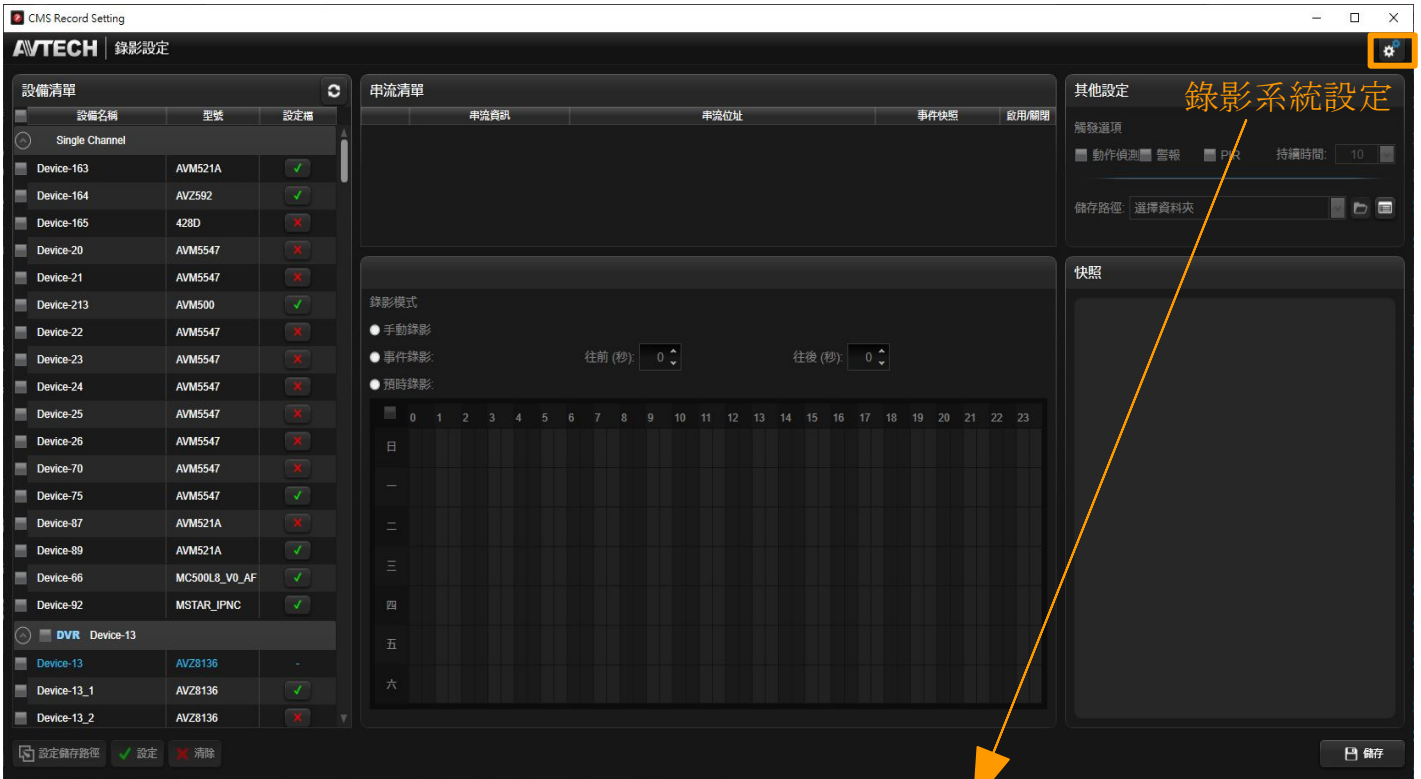 CMS Record Setting
AVTECH 錄影設定
設備清單
設備名稱 型號 設定檔
Single Channel
Device-163 AVM521A
Device-164 AVZ592
Device-165 428D
Device-20 AVM5547
Device-21 AVM5547
Device-213 AVM500
Device-22 AVM5547
Device-23 AVM5547
Device-24 AVM5547
Device-25 AVM5547
Device-26 AVM5547
Device-70 AVM5547
Device-75 AVM5547
Device-87 AVM521A
Device-89 AVM521A
Device-66 MC500L8_V0_AF
Device-92 MSTAR_IPNC
DVR Device-13
Device-13 AVZ8136 -
Device-13_1 AVZ8136
Device-13_2 AVZ8136
設定儲存路徑 設定 清除
串流清單
串流資訊 串流位址 事件快照 啟用/關閉
錄影模式
手動錄影
事件錄影: 往前 (秒): 0 往後 (秒): 0
預時錄影:
0 1 2 3 4 5 6 7 8 9 10 11 12 13 14 15 16 17 18 19 20 21 22 23
日
一
二
三
四
五
六
其他設定
錄影系統設定
觸發選項
動作偵測 警報 PIR 持續時間: 10
儲存路徑: 選擇資料夾
快照
儲存